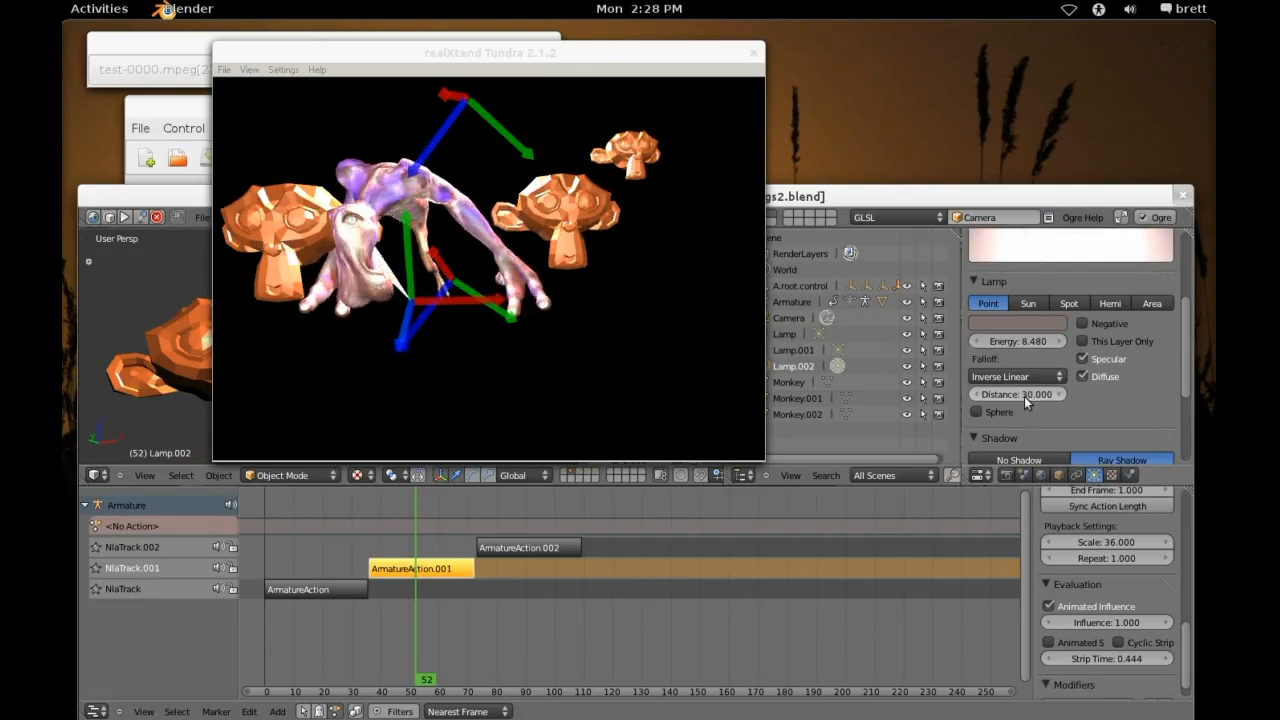 Activities
Blender
Mon 2:28 PM
brett
test-0000.mpeg[2
realXtend Tundra 2.1.2
File View Settings Help
File Control
gs2.blend]
File
GLSL
Camera
Ogre Help
Ogre
User Persp
(52) Lamp.002
RenderLayers
World
A.root.control
Armature
Camera
Lamp
Lamp.001
Lamp.002
Monkey
Monkey.001
Monkey.002
Lamp
Point Sun Spot Hemi Area
Negative
Energy: 8.480
This Layer Only
Falloff:
Specular
Inverse Linear
Diffuse
Distance: 30.000
Sphere
Shadow
No Shadow Ray Shadow
View Select Object
Object Mode
Global
View Search
All Scenes
Armature
<No Action>
NlaTrack.002
ArmatureAction.002
NlaTrack.001
ArmatureAction.001
NlaTrack
ArmatureAction
52
0 10 20 30 40 50 60 70 80 90 100 110 120 130 140 150 160 170 180 190 200 210 220 230 240 250
End Frame: 1.000
Sync Action Length
Playback Settings:
Scale: 36.000
Repeat: 1.000
Evaluation
Animated Influence
Influence: 1.000
Animated S
Cyclic Strip
Strip Time: 0.444
Modifiers
View Select Marker Edit Add
Filters
Nearest Frame